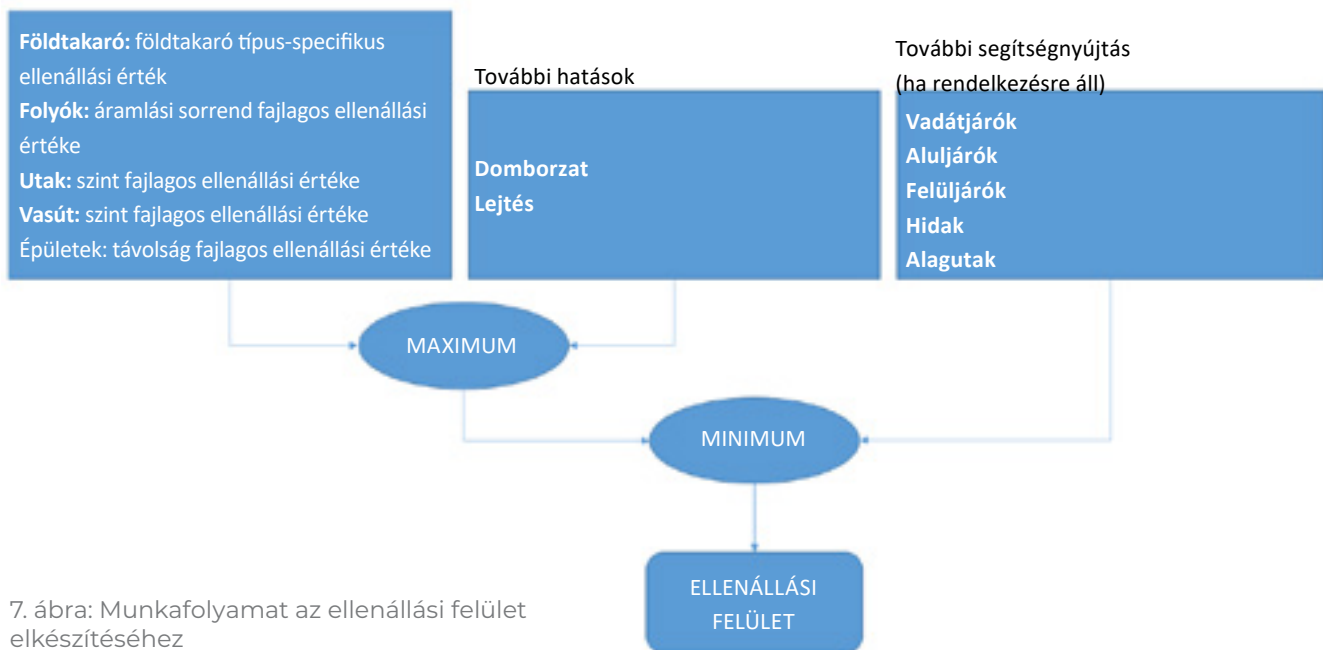 Földtakaró: földtakaró típus-specifikus
ellenállási érték
Folyók: áramlási sorrend fajlagos ellenállási
értéke
Utak: szint fajlagos ellenállási értéke
Vasút: szint fajlagos ellenállási értéke
Épületek: távolság fajlagos ellenállási értéke
További hatások
Domborzat
Lejtés
További segítségnyújtás
(ha rendelkezésre áll)
Vadátjárók
Aluljárók
Felüljárók
Hidak
Alagutak
MAXIMUM
MINIMUM
ELLENÁLLÁSI
FELÜLET
7. ábra: Munkafolyamat az ellenállási felület
elkészítéséhez